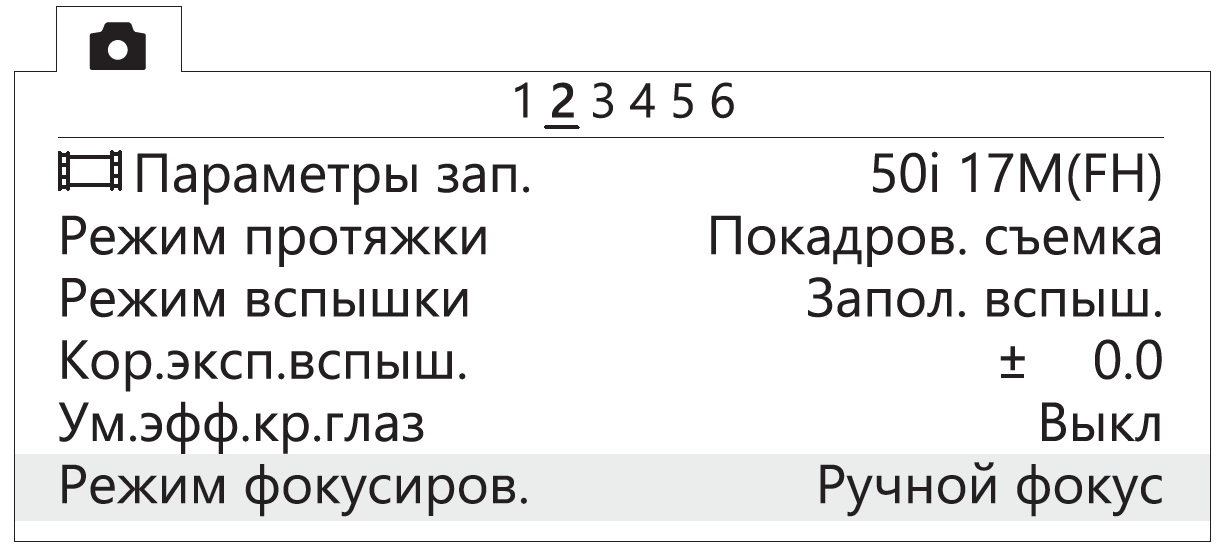 1 2 3 4 5 6
Параметры зап. 50i 17M(FH)
Режим протяжки Покадров. съемка
Режим вспышки Запол. вспыш.
Кор.эксп.вспыш. ± 0.0
Ум.эфф.кр.глаз Выкл
Режим фокусиров. Ручной фокус